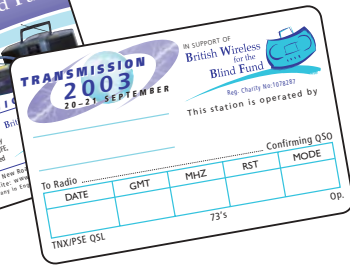 TRANSMISSION
2003
20–21 SEPTEMBER
IN SUPPORT OF
British Wireless
for the
Blind Fund
Reg. Charity No:1078287
This station is operated by
To Radio ........ Confirming QSO
DATE GMT MHZ RST MODE
TNX/PSE QSL 73's Op.